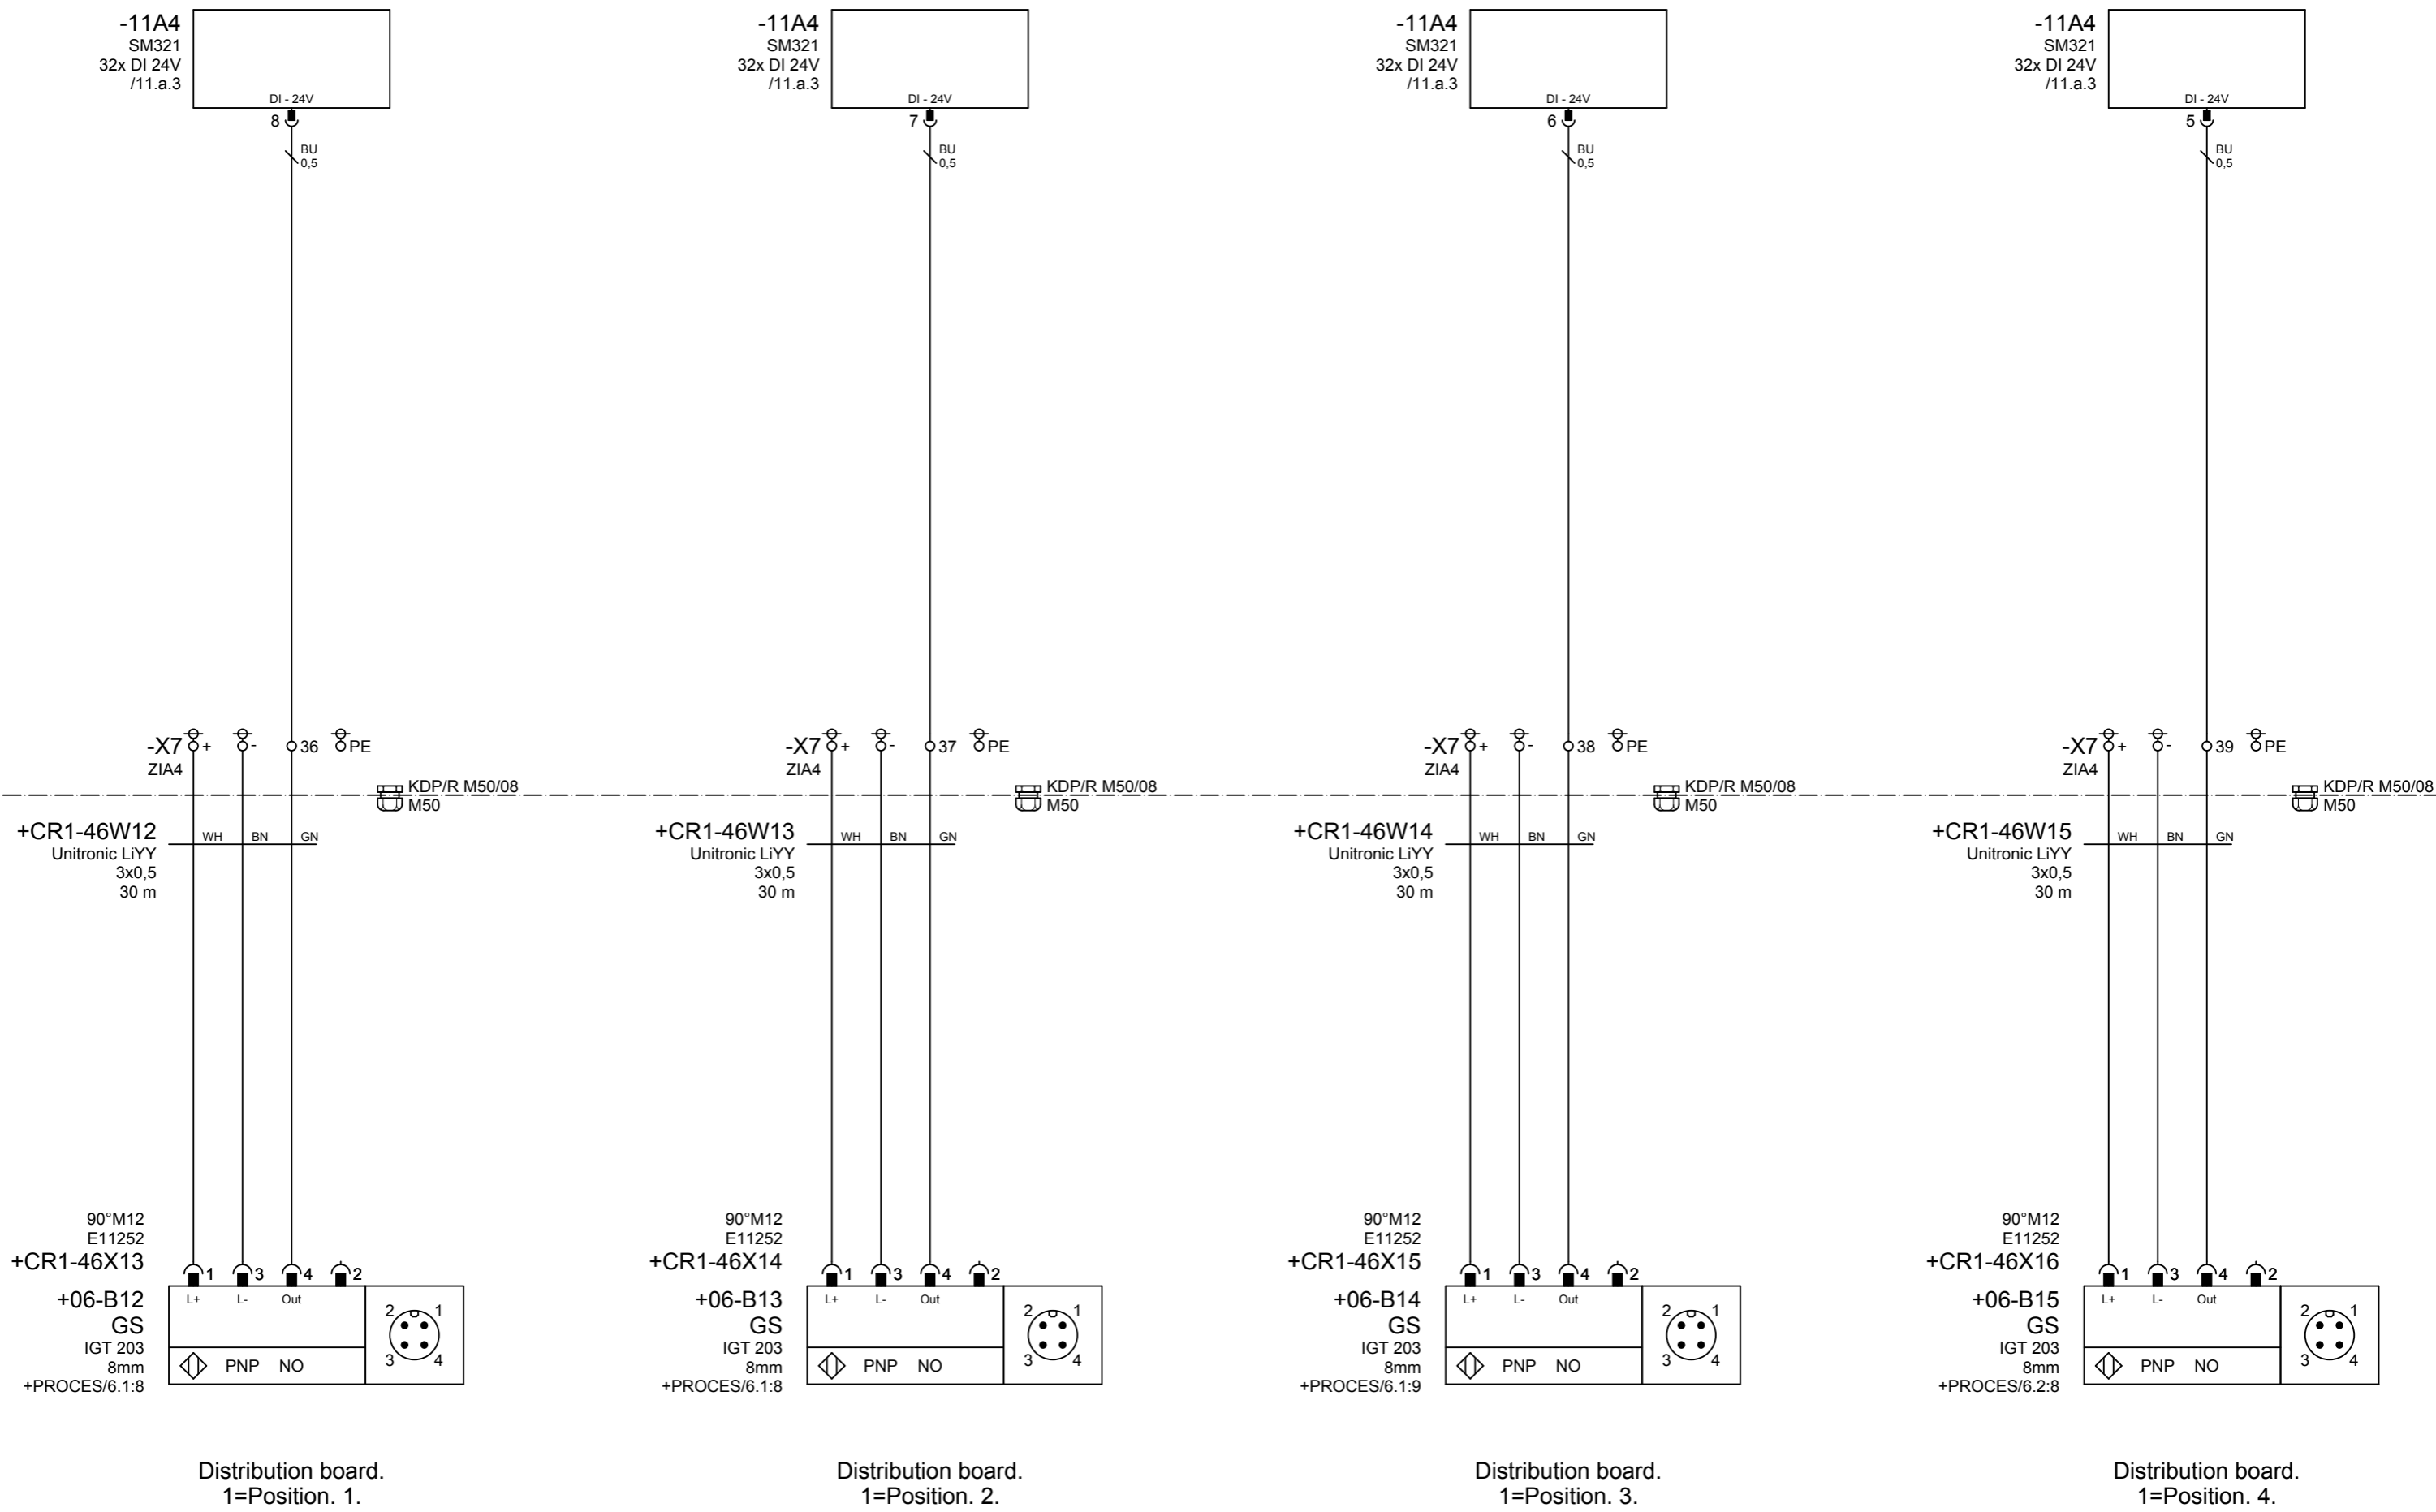 -11A4
SM321
32x DI 24V
/11.a.3
DI - 24V
8
BU
0,5
-X7
+
-
36
PE
ZIA4
KDP/R M50/08
M50
+CR1-46W12
WH
BN
GN
Unitronic LiYY
3x0,5
30 m
90°M12
E11252
+CR1-46X13
1
3
4
2
+06-B12
L+
L-
Out
GS
IGT 203
8mm
+PROCES/6.1:8
PNP NO
2 1
3 4
Distribution board.
1=Position. 1.
-11A4
SM321
32x DI 24V
/11.a.3
DI - 24V
7
BU
0,5
-X7
+
-
37
PE
ZIA4
KDP/R M50/08
M50
+CR1-46W13
WH
BN
GN
Unitronic LiYY
3x0,5
30 m
90°M12
E11252
+CR1-46X14
1
3
4
2
+06-B13
L+
L-
Out
GS
IGT 203
8mm
+PROCES/6.1:8
PNP NO
2 1
3 4
Distribution board.
1=Position. 2.
-11A4
SM321
32x DI 24V
/11.a.3
DI - 24V
6
BU
0,5
-X7
+
-
38
PE
ZIA4
KDP/R M50/08
M50
+CR1-46W14
WH
BN
GN
Unitronic LiYY
3x0,5
30 m
90°M12
E11252
+CR1-46X15
1
3
4
2
+06-B14
L+
L-
Out
GS
IGT 203
8mm
+PROCES/6.1:9
PNP NO
2 1
3 4
Distribution board.
1=Position. 3.
-11A4
SM321
32x DI 24V
/11.a.3
DI - 24V
5
BU
0,5
-X7
+
-
39
PE
ZIA4
KDP/R M50/08
M50
+CR1-46W15
WH
BN
GN
Unitronic LiYY
3x0,5
30 m
90°M12
E11252
+CR1-46X16
1
3
4
2
+06-B15
L+
L-
Out
GS
IGT 203
8mm
+PROCES/6.2:8
PNP NO
2 1
3 4
Distribution board.
1=Position. 4.